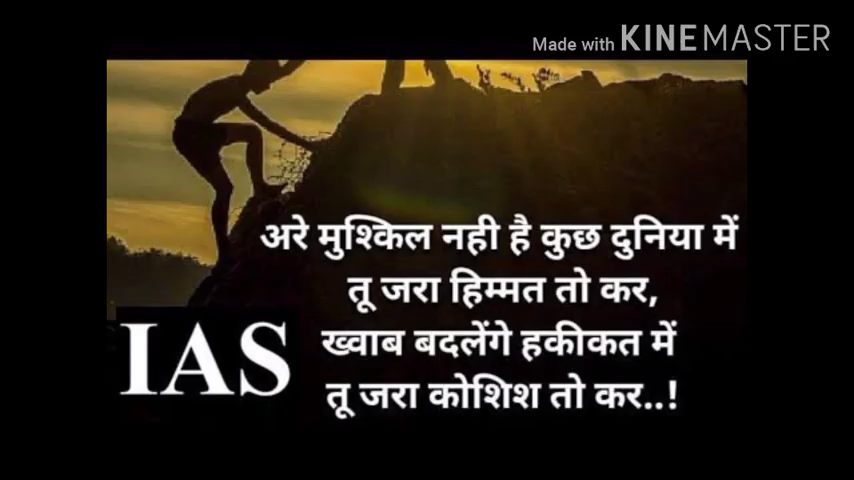 Made with KINEMASTER
अरे मुश्किल नही है कुछ दुनिया में
तू जरा हिम्मत तो कर,
ख्वाब बदलेंगे हकीकत में
तू जरा कोशिश तो कर..!
IAS